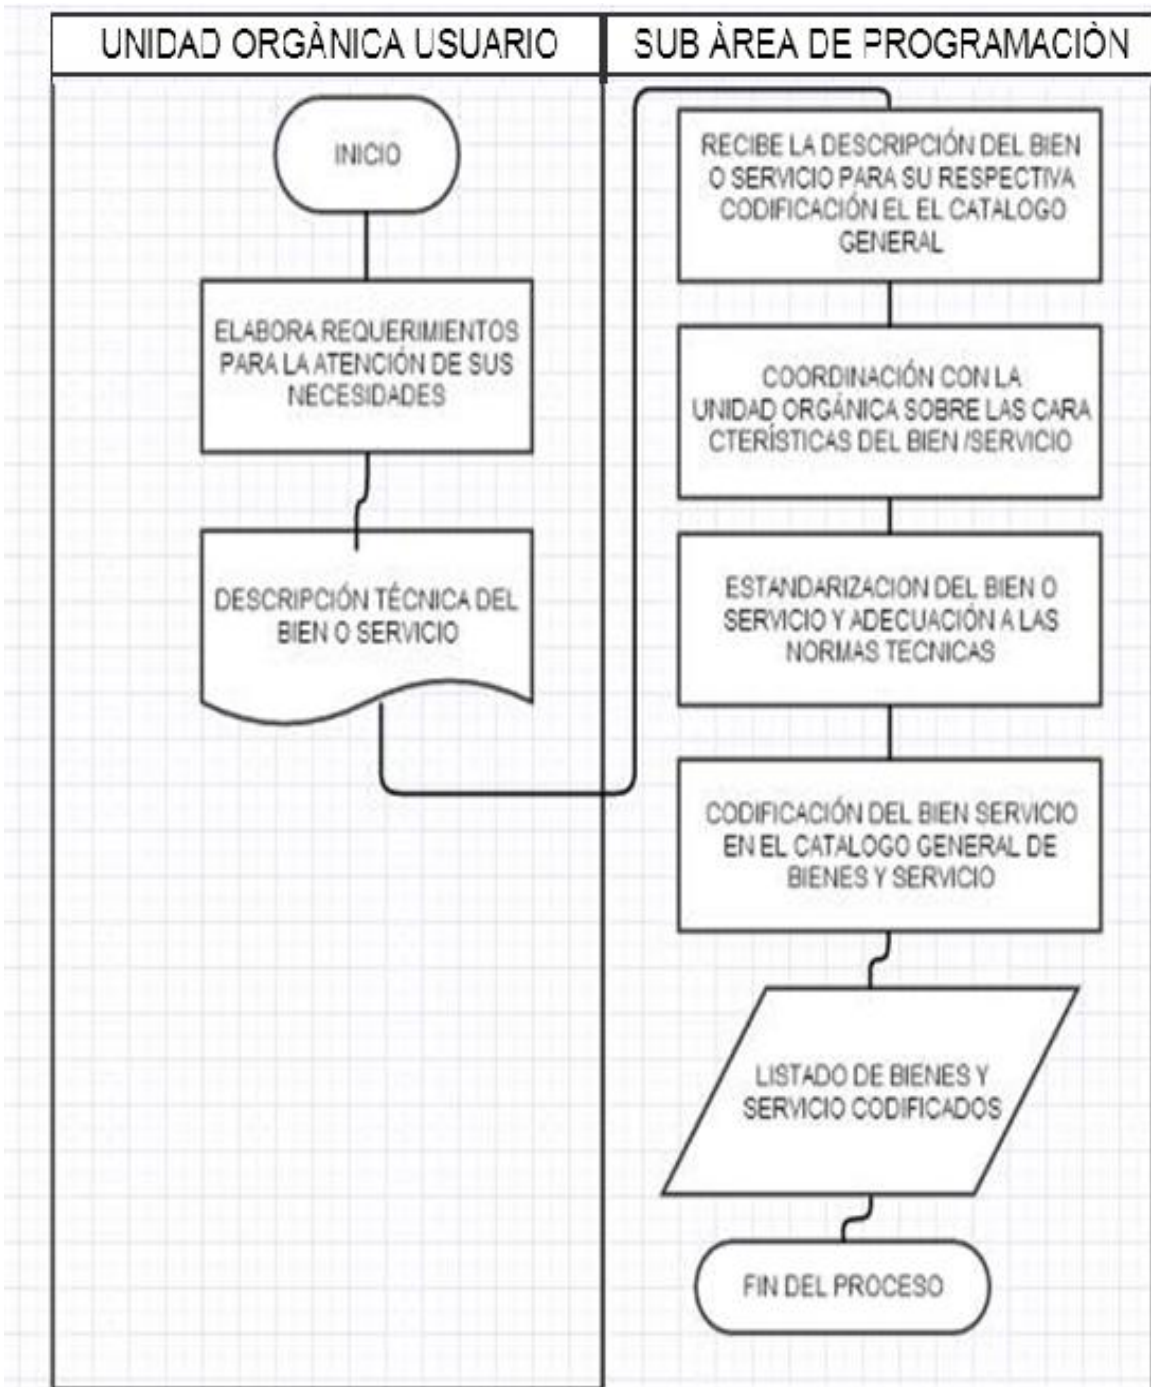 UNIDAD ORGÀNICA USUARIO
SUB ÀREA DE PROGRAMACIÒN
INICIO
ELABORA REQUERIMIENTOS
PARA LA ATENCIÓN DE SUS
NECESIDADES
DESCRIPCIÓN TÉCNICA DEL
BIEN O SERVICIO
RECIBE LA DESCRIPCIÓN DEL BIEN
O SERVICIO PARA SU RESPECTIVA
CODIFICACIÓN EL EL CATALOGO
GENERAL
COORDINACIÓN CON LA
UNIDAD ORGÁNICA SOBRE LAS CARA
CTERÍSTICAS DEL BIEN /SERVICIO
ESTANDARIZACION DEL BIEN O
SERVICIO Y ADECUACIÓN A LAS
NORMAS TECNICAS
CODIFICACIÓN DEL BIEN SERVICIO
EN EL CATALOGO GENERAL DE
BIENES Y SERVICIO
LISTADO DE BIENES Y
SERVICIO CODIFICADOS
FIN DEL PROCESO